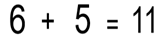 6 + 5 = 11